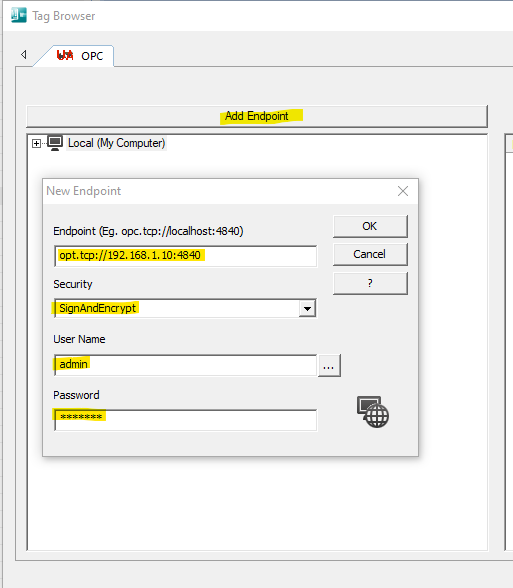 Tag Browser
OPC
Add Endpoint
Local (My Computer)
New Endpoint
Endpoint (Eg. opc.tcp://localhost:4840)
OK
opt.tcp://192.168.1.10:4840
Cancel
Security
?
SignAndEncrypt
User Name
admin
...
Password
*******